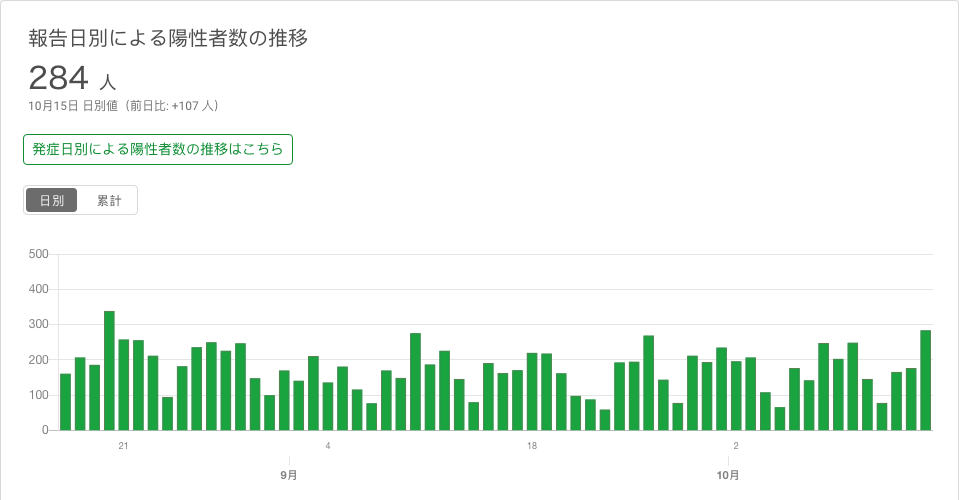 報告日別による陽性者数の推移
284 人
10月15日 日別値（前日比: +107 人）
発症日別による陽性者数の推移はこちら
日別 累計
500
400
300
200
100
0
21 4 18 2
9月 10月